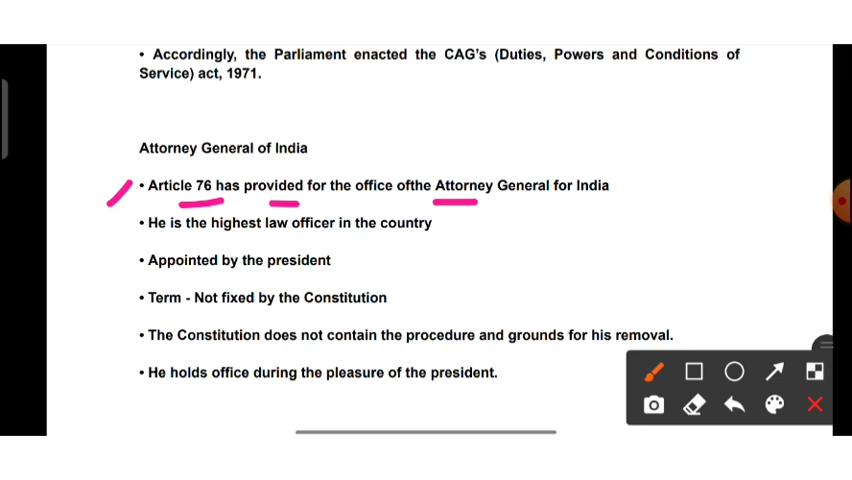 • Accordingly, the Parliament enacted the CAG's (Duties, Powers and Conditions of
Service) act, 1971.
Attorney General of India
• Article 76 has provided for the office ofthe Attorney General for India
• He is the highest law officer in the country
• Appointed by the president
• Term - Not fixed by the Constitution
• The Constitution does not contain the procedure and grounds for his removal.
• He holds office during the pleasure of the president.